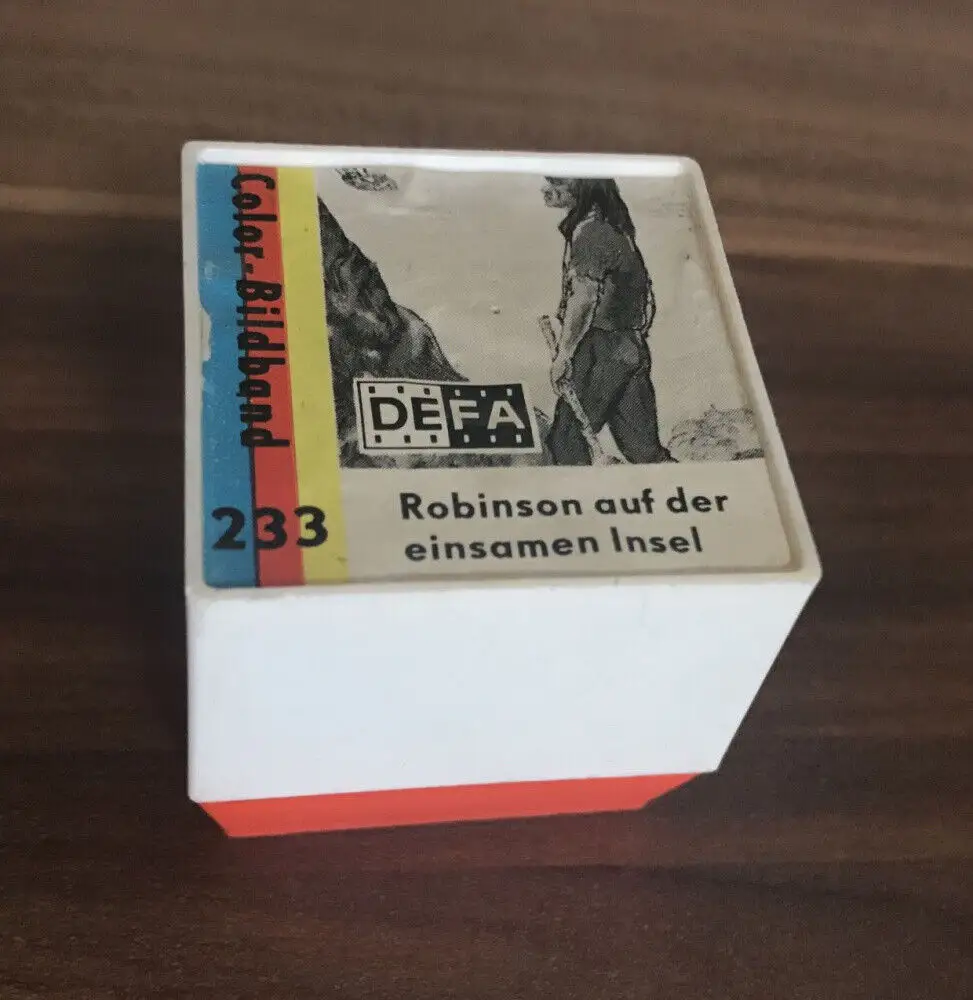 Color-Bildband
DEFA
233
Robinson auf der
einsamen Insel